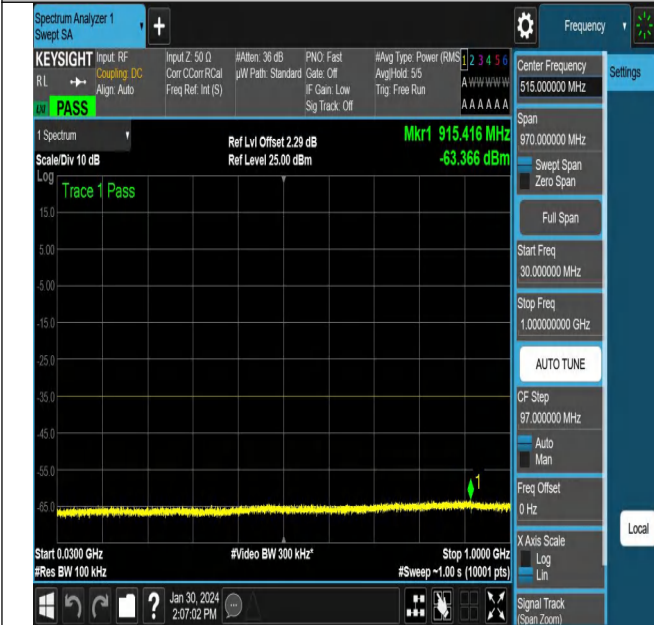 Spectrum Analyzer 1
Swept SA
+
Frequency
KEYSIGHT
RL
PASS
Input: RF
Coupling: DC
Align: Auto
Input Z: 50 Ω
Corr CCorr RCal
Freq Ref: Int (S)
#Atten: 36 dB
µW Path: Standard
PNO: Fast
Gate: Off
IF Gain: Low
Sig Track: Off
#Avg Type: Power (RMS
Avg|Hold: 5/5
Trig: Free Run
1 2 3 4 5 6
A W W W W W
A A A A A A
1 Spectrum
Scale/Div 10 dB
Log
Ref Lvl Offset 2.29 dB
Ref Level 25.00 dBm
Mkr1 915.416 MHz
-63.366 dBm
Trace 1 Pass
15.0
5.00
-5.00
-15.0
-25.0
-35.0
-45.0
-55.0
-65.0
1
Start 0.0300 GHz
#Res BW 100 kHz
#Video BW 300 kHz*
Stop 1.0000 GHz
#Sweep ~1.00 s (10001 pts)
Center Frequency
515.000000 MHz
Settings
Span
970.000000 MHz
Swept Span
Zero Span
Full Span
Start Freq
30.000000 MHz
Stop Freq
1.000000000 GHz
AUTO TUNE
CF Step
97.000000 MHz
Auto
Man
Freq Offset
0 Hz
X Axis Scale
Log
Lin
Local
Signal Track
(Span Zoom)
?
Jan 30, 2024
2:07:02 PM